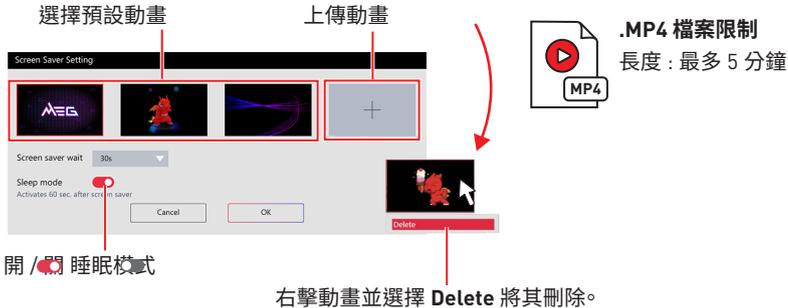 選擇預設動畫
上傳動畫
.MP4 檔案限制
長度 : 最多 5 分鐘
MP4
Screen Saver Setting
MEG
Screen saver wait 30s
Sleep mode
Activates 60 sec. after screen saver
Cancel OK
Delete
開 / 關 睡眠模式
右擊動畫並選擇 Delete 將其刪除。